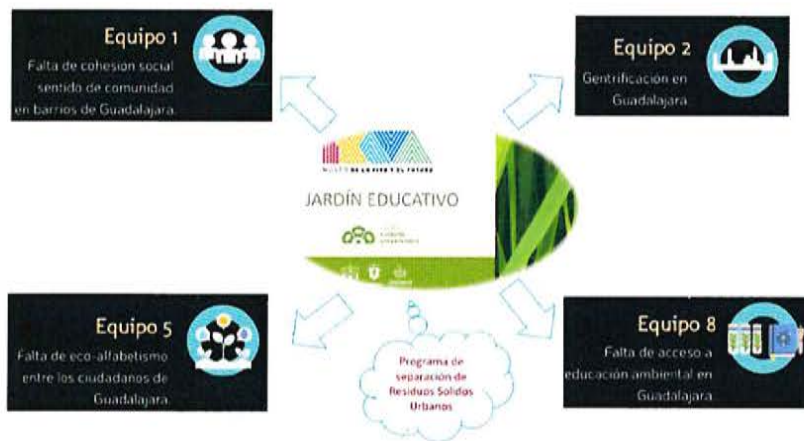 Equipo 1
Falta de cohesión social
sentido de comunidad
en barrios de Guadalajara
Equipo 2
Gentrificación en
Guadalajara
JARDÍN EDUCATIVO
Equipo 5
Falta de eco-alfabetismo
entre los ciudadanos de
Guadalajara
Programa de
separación de
Residuos Solidos
Urbanos
Equipo 8
Falta de acceso a
educación ambiental en
Guadalajara